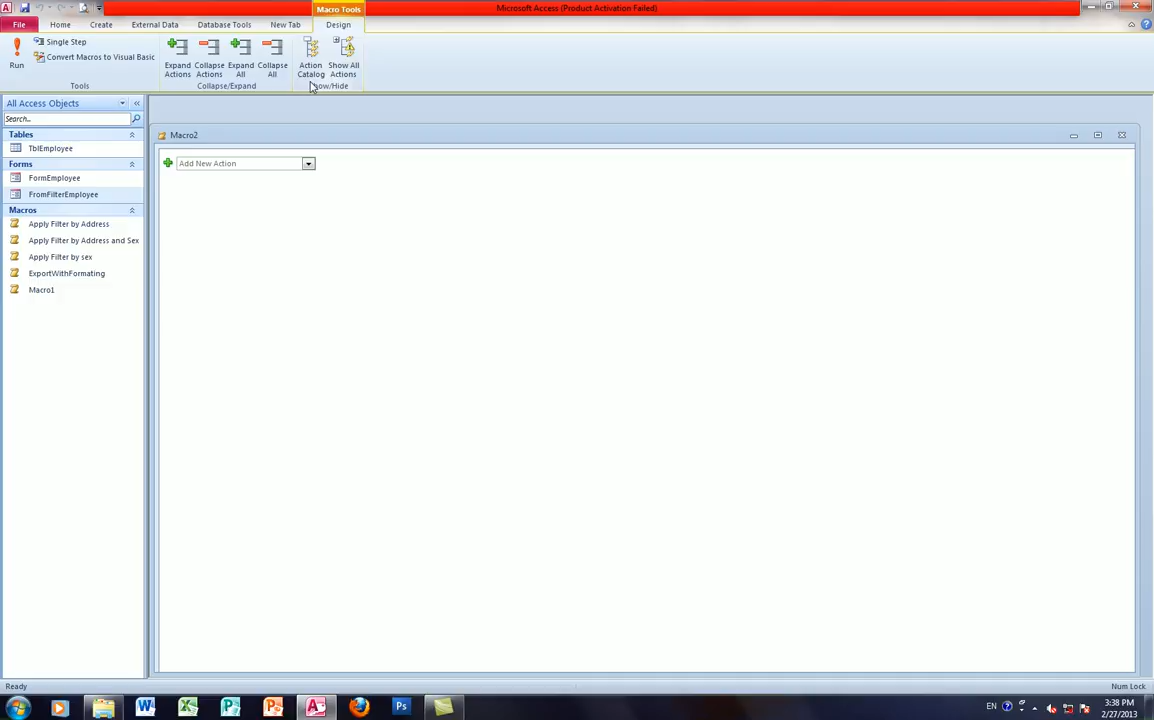 Macro Tools
Microsoft Access (Product Activation Failed)
File Home Create External Data Database Tools New Tab Design
Run
Single Step
Convert Macros to Visual Basic
Tools
Expand Actions
Collapse Actions
Expand All
Collapse All
Collapse/Expand
Action Catalog
Show All Actions
Show/Hide
All Access Objects
Search...
Tables
TblEmployee
Forms
FormEmployee
FromFilterEmployee
Macros
Apply Filter by Address
Apply Filter by Address and Sex
Apply Filter by sex
ExportWithFormating
Macro1
Macro2
Add New Action
Ready
Num Lock
EN
3:38 PM
2/27/2013